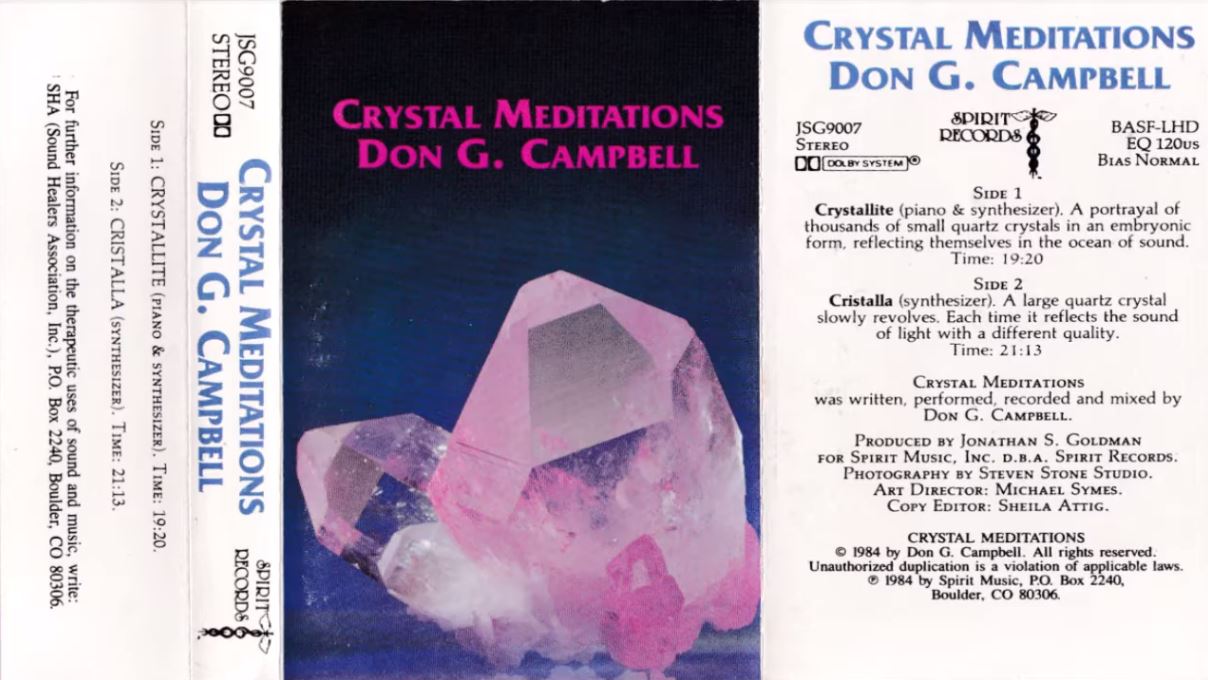 : For further information on the therapeutic uses of sound and music, write:
: SHA (Sound Healers Association, Inc.), P.O. Box 2240, Boulder, CO 80306.
SIDE 1: CRYSTALLITE (PIANO & SYNTHESIZER). TIME: 19:20.
SIDE 2: CRISTALLA (SYNTHESIZER). TIME: 21:13.
JSG9007
STEREO
CRYSTAL MEDITATIONS
DON G. CAMPBELL
SPIRIT
RECORDS
CRYSTAL MEDITATIONS
DON G. CAMPBELL
CRYSTAL MEDITATIONS
DON G. CAMPBELL
JSG9007
STEREO
DOLBY SYSTEM ®
SPIRIT
RECORDS
BASF-LHD
EQ 120US
BIAS NORMAL
SIDE 1
Crystallite (piano & synthesizer). A portrayal of
thousands of small quartz crystals in an embryonic
form, reflecting themselves in the ocean of sound.
Time: 19:20
SIDE 2
Cristalla (synthesizer). A large quartz crystal
slowly revolves. Each time it reflects the sound
of light with a different quality.
Time: 21:13
CRYSTAL MEDITATIONS
was written, performed, recorded and mixed by
DON G. CAMPBELL.
PRODUCED BY JONATHAN S. GOLDMAN
FOR SPIRIT MUSIC, INC. D.B.A. SPIRIT RECORDS.
PHOTOGRAPHY BY STEVEN STONE STUDIO.
ART DIRECTOR: MICHAEL SYMES.
COPY EDITOR: SHEILA ATTIG.
CRYSTAL MEDITATIONS
© 1984 by Don G. Campbell. All rights reserved.
Unauthorized duplication is a violation of applicable laws.
℗ 1984 by Spirit Music, P.O. Box 2240,
Boulder, CO 80306.